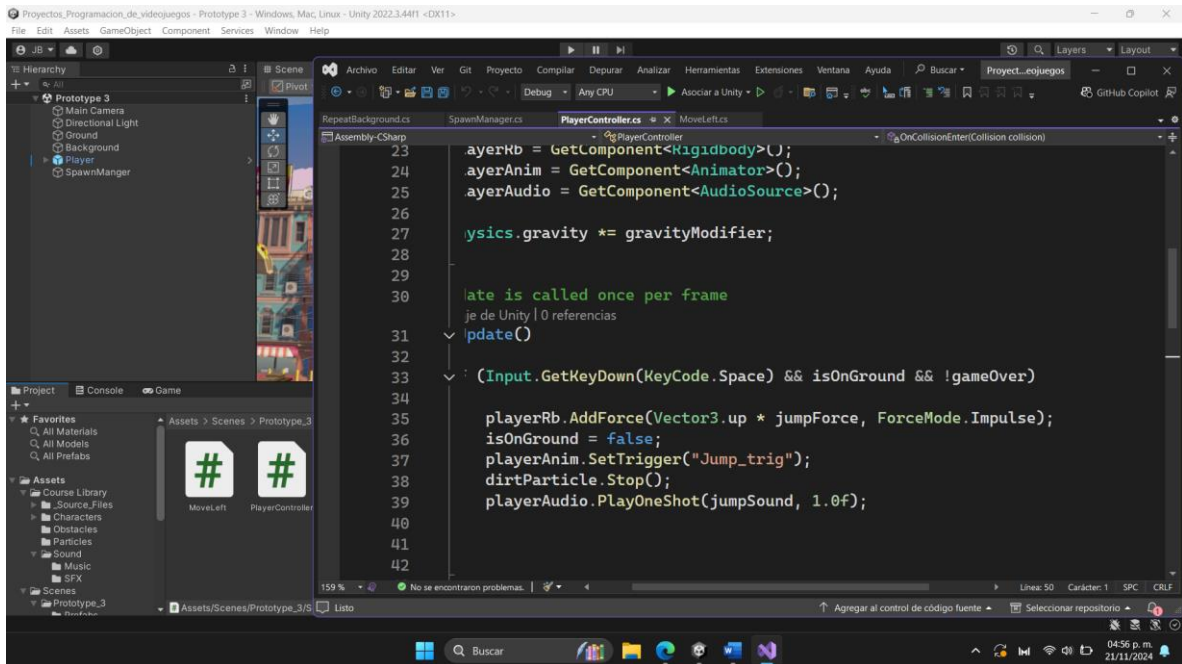 Proyectos_Programacion_de_videojuegos - Prototype 3 - Windows, Mac, Linux - Unity 2022.3.44f1 <DX11>
File Edit Assets GameObject Component Services Window Help
JB
Layers Layout
Hierarchy
All
Prototype 3
Main Camera
Directional Light
Ground
Background
Player
SpawnManger
Scene
Pivot
Archivo Editar Ver Git Proyecto Compilar Depurar Analizar Herramientas Extensiones Ventana Ayuda Buscar Proyect...eojuegos
Debug Any CPU Asociar a Unity GitHub Copilot
RepeatBackground.cs SpawnManager.cs PlayerController.cs MoveLeft.cs
Assembly-CSharp PlayerController OnCollisionEnter(Collision collision)
23 ayerRb = GetComponent<Rigidbody>();
24 ayerAnim = GetComponent<Animator>();
25 ayerAudio = GetComponent<AudioSource>();
26
27 ysics.gravity *= gravityModifier;
28
29
30 late is called once per frame
je de Unity | 0 referencias
31 pdate()
32
33 (Input.GetKeyDown(KeyCode.Space) && isOnGround && !gameOver)
34
35 playerRb.AddForce(Vector3.up * jumpForce, ForceMode.Impulse);
36 isOnGround = false;
37 playerAnim.SetTrigger("Jump_trig");
38 dirtParticle.Stop();
39 playerAudio.PlayOneShot(jumpSound, 1.0f);
40
41
42
159 % No se encontraron problemas. Línea: 50 Carácter: 1 SPC CRLF
Listo Agregar al control de código fuente Seleccionar repositorio
Project Console Game
Favorites
All Materials
All Models
All Prefabs
Assets
Course Library
_Source_Files
Characters
Obstacles
Particles
Sound
Music
SFX
Scenes
Prototype_3
Assets > Scenes > Prototype_3
MoveLeft PlayerController
Assets/Scenes/Prototype_3/S
Buscar
04:56 p. m.
21/11/2024